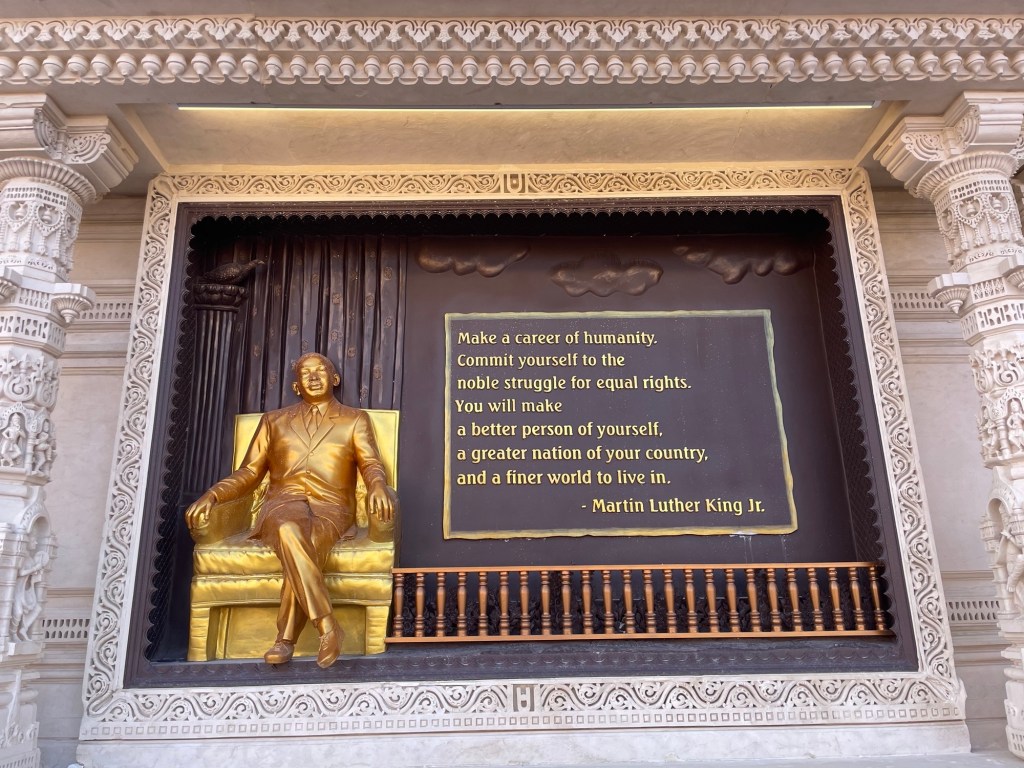 Make a career of humanity.
Commit yourself to the
noble struggle for equal rights.
You will make
a better person of yourself,
a greater nation of your country,
and a finer world to live in.
- Martin Luther King Jr.